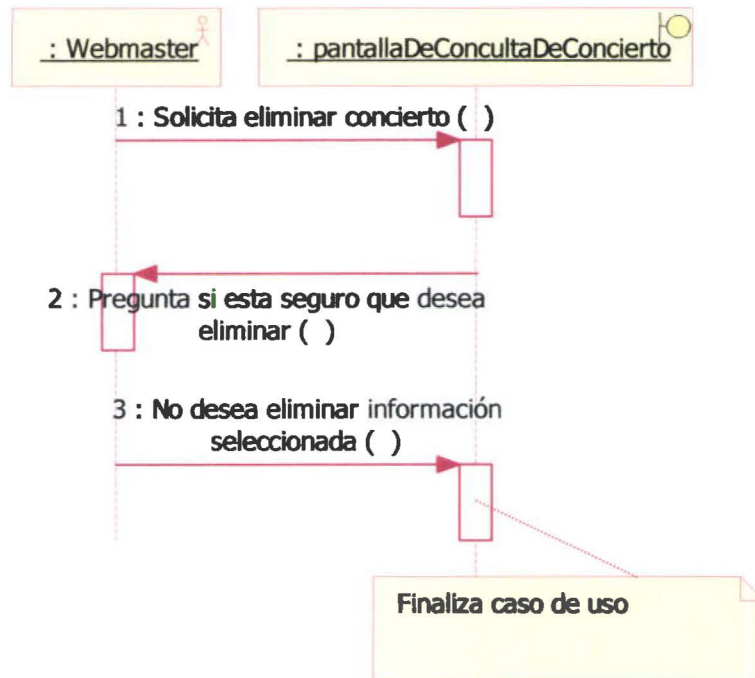 : Webmaster
: pantallaDeConcultaDeConcierto
1 : Solicita eliminar concierto ( )
2 : Pregunta si esta seguro que desea
eliminar ( )
3 : No desea eliminar información
seleccionada ( )
Finaliza caso de uso